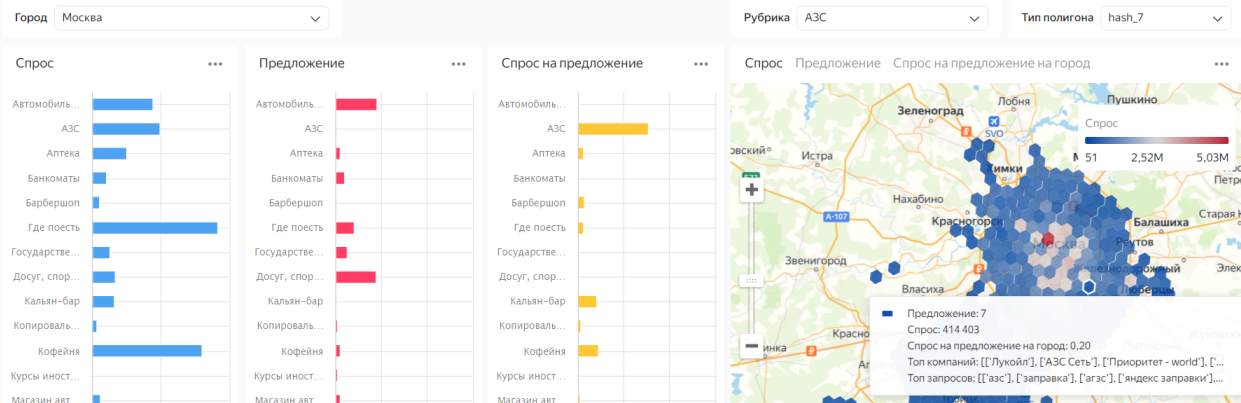 Город Москва
Рубрика АЗС
Тип полигона hash_7
Спрос
Автомобиль...
АЗС
Аптека
Банкоматы
Барбершоп
Где поесть
Государстве...
Досуг, спор...
Кальян-бар
Копироваль...
Кофейня
Курсы иност...
Магазин авт
Предложение
Автомобиль...
АЗС
Аптека
Банкоматы
Барбершоп
Где поесть
Государстве...
Досуг, спор...
Кальян-бар
Копироваль...
Кофейня
Курсы иност...
Магазин авт
Спрос на предложение
Автомобиль...
АЗС
Аптека
Банкоматы
Барбершоп
Где поесть
Государстве...
Досуг, спор...
Кальян-бар
Копироваль...
Кофейня
Курсы иност...
Магазин авт
Спрос Предложение Спрос на предложение на город
Лобня
Пушкино
Зеленоград
SVO
Спрос
51 2,52М 5,03М
Истра
Химки
Нахабино
А-107
Красногорск
Балашиха
Москва
Реутов
Звенигород
Железнодорожный
Власиха
Люберцы
Предложение: 7
Спрос: 414 403
Спрос на предложение на город: 0,20
Топ компаний: [['Лукойл'], ['АЗС Сеть'], ['Приоритет - world'], ['...
Топ запросов: [['азс'], ['заправка'], ['агзс'], ['яндекс заправки'],...